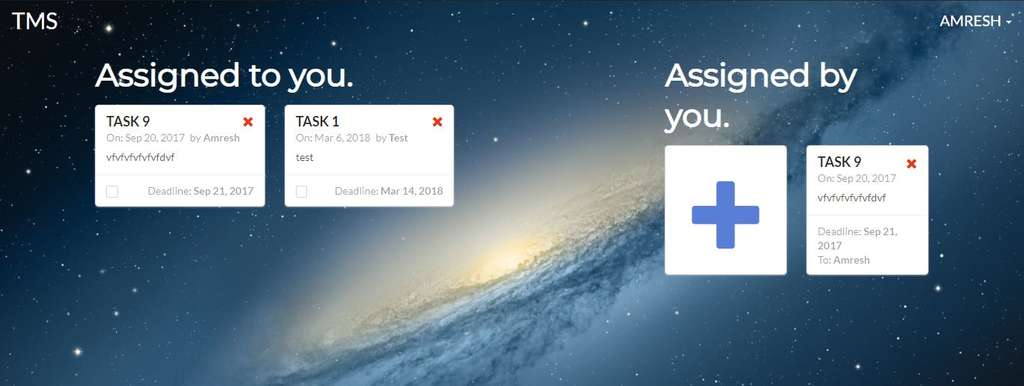 TMS
AMRESH
Assigned to you.
TASK 9
On: Sep 20, 2017 by Amresh
vfvfvfvfvfvfdvf
Deadline: Sep 21, 2017
TASK 1
On: Mar 6, 2018 by Test
test
Deadline: Mar 14, 2018
Assigned by
you.
TASK 9
On: Sep 20, 2017
vfvfvfvfvfvfdvf
Deadline: Sep 21,
2017
To: Amresh